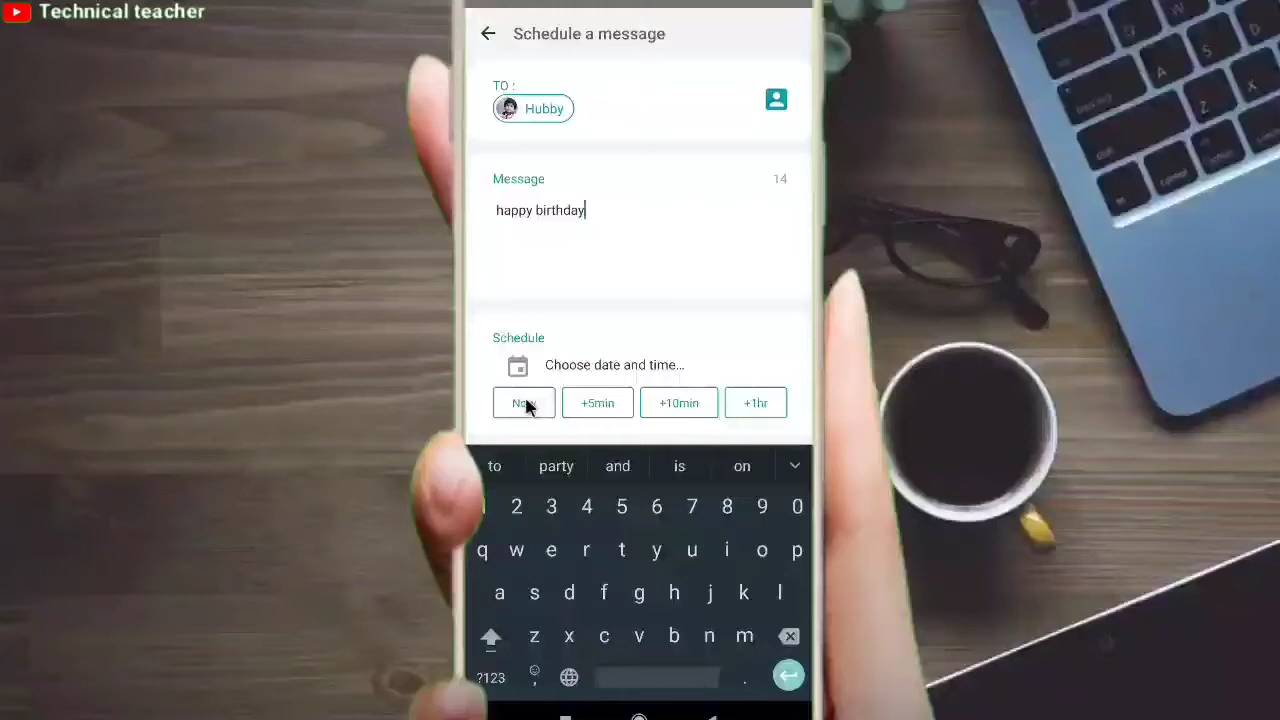 Technical teacher
Schedule a message
TO :
Hubby
Message 14
happy birthday
Schedule
Choose date and time...
+5min +10min +1hr
to party and is on
2 3 4 5 6 7 8 9 0
q w e r t y u i o p
a s d f g h j k l
z x c v b n m
?123 , .